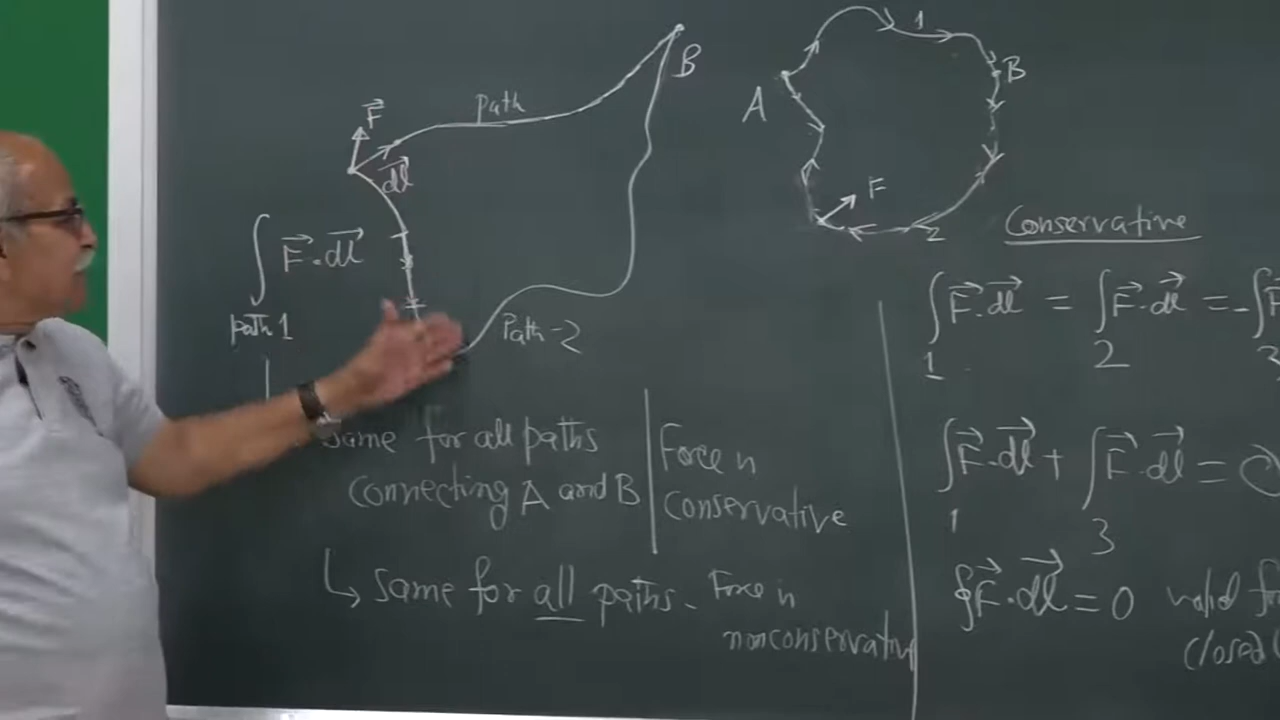 B
Path
F
dl
∫ F.dl
path 1
Path-2
same for all paths
connecting A and B
Force is
conservative
↳ same for all paths. Force is
nonconservative
A
1
B
F
2
Conservative
∫ F.dl = ∫ F.dl = -∫ F
1 2 3
∫ F.dl + ∫ F.dl = 0
1 3
∮ F.dl = 0 valid for
closed